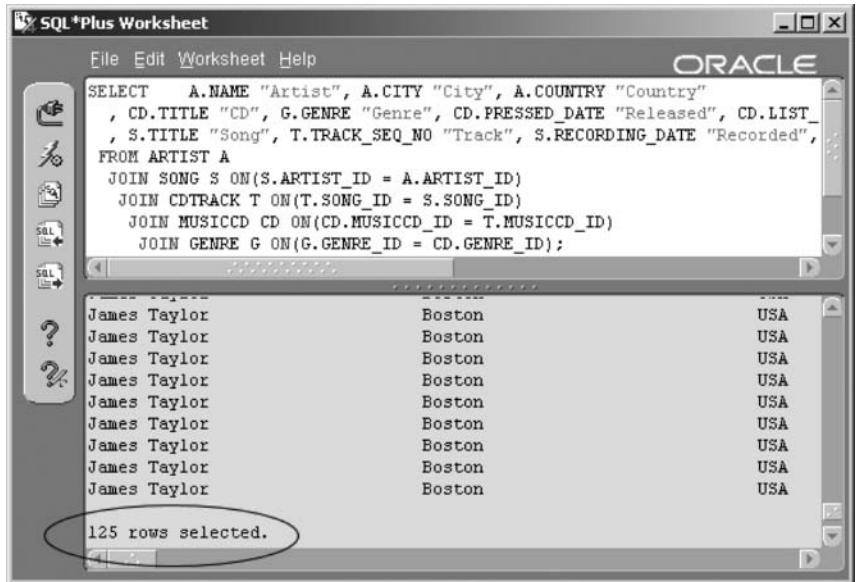 SQL*Plus Worksheet
File Edit Worksheet Help
ORACLE
SELECT A.NAME "Artist", A.CITY "City", A.COUNTRY "Country"
, CD.TITLE "CD", G.GENRE "Genre", CD.PRESSED_DATE "Released", CD.LIST_
, S.TITLE "Song", T.TRACK_SEQ_NO "Track", S.RECORDING_DATE "Recorded",
FROM ARTIST A
JOIN SONG S ON(S.ARTIST_ID = A.ARTIST_ID)
JOIN CDTRACK T ON(T.SONG_ID = S.SONG_ID)
JOIN MUSICCD CD ON(CD.MUSICCD_ID = T.MUSICCD_ID)
JOIN GENRE G ON(G.GENRE_ID = CD.GENRE_ID);
SQL
SQL
James Taylor Boston USA
James Taylor Boston USA
James Taylor Boston USA
James Taylor Boston USA
James Taylor Boston USA
James Taylor Boston USA
James Taylor Boston USA
James Taylor Boston USA
James Taylor Boston USA
125 rows selected.